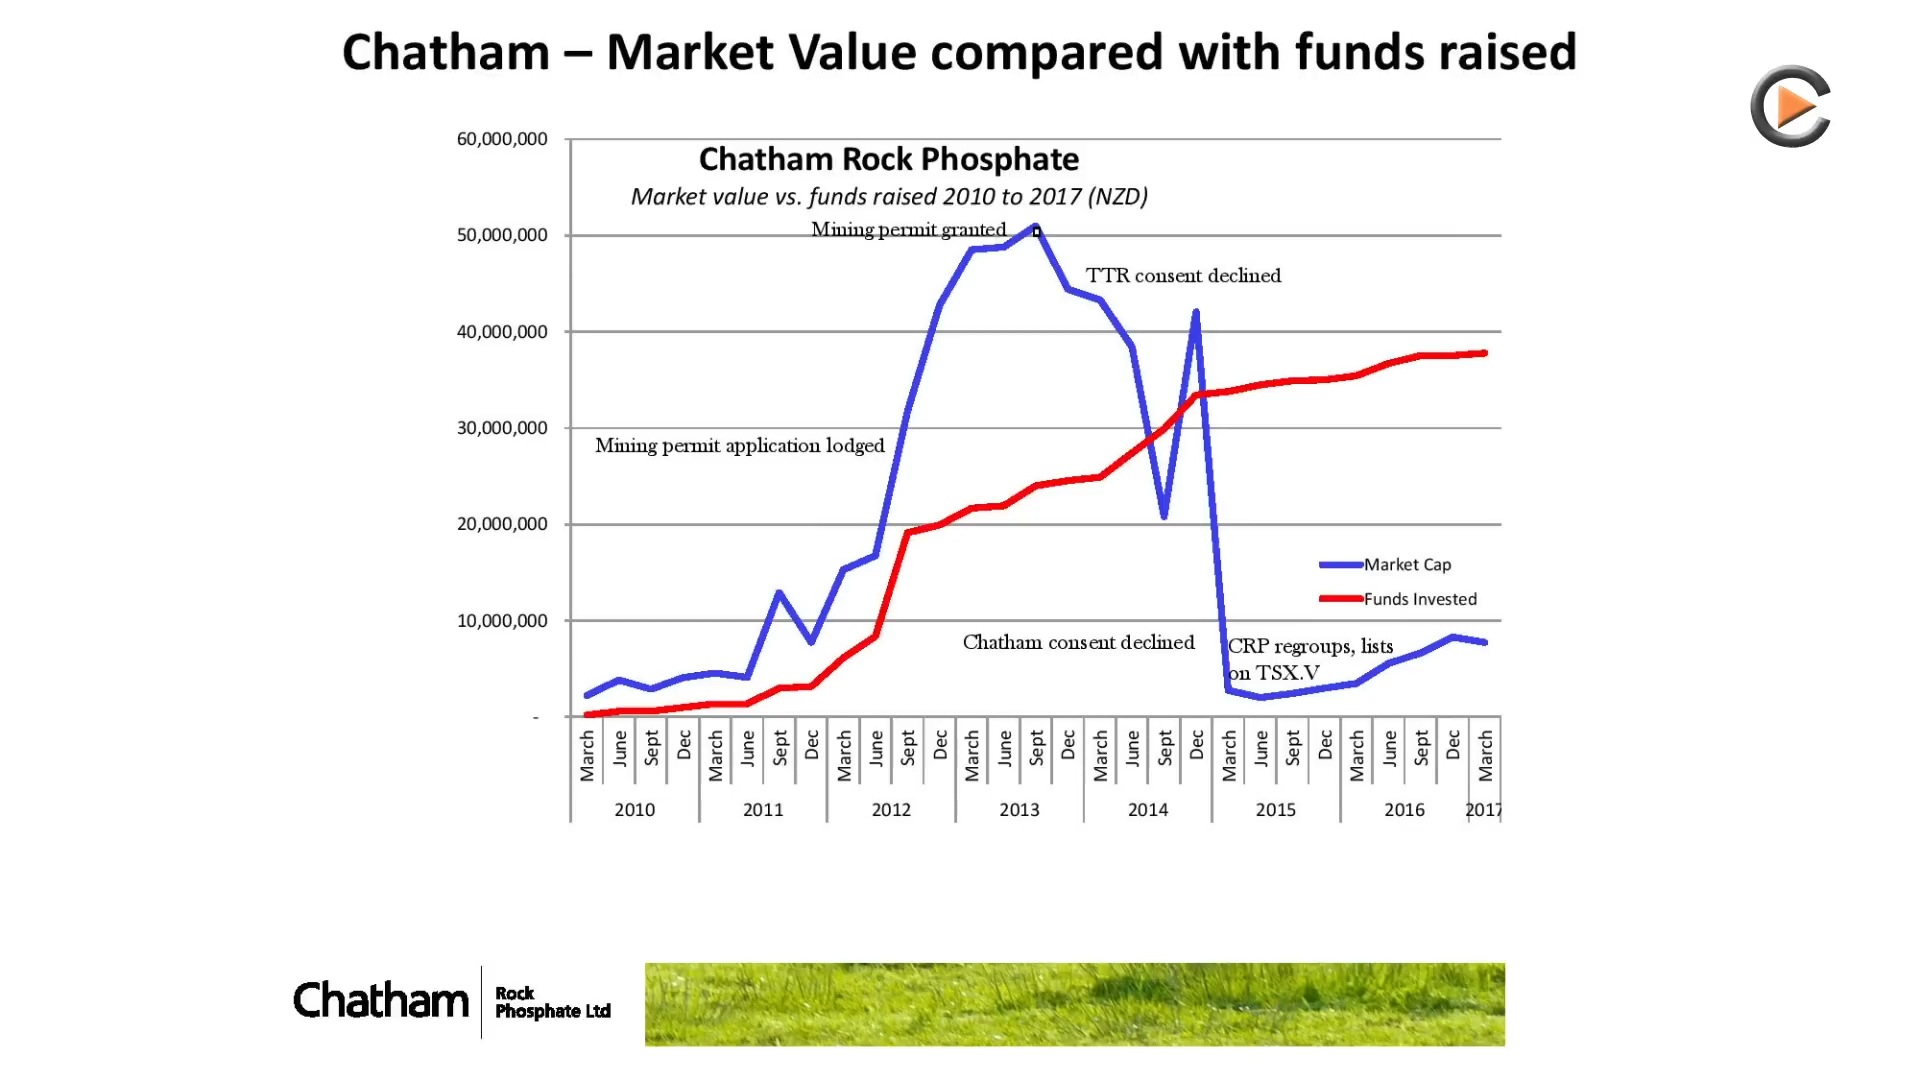 Chatham – Market Value compared with funds raised
60,000,000
Chatham Rock Phosphate
Market value vs. funds raised 2010 to 2017 (NZD)
Mining permit granted
50,000,000
TTR consent declined
40,000,000
30,000,000
Mining permit application lodged
20,000,000
Market Cap
Funds Invested
10,000,000
Chatham consent declined
CRP regroups, lists
on TSX.V
-
March June Sept Dec March June Sept Dec March June Sept Dec March June Sept Dec March June Sept Dec March June Sept Dec March June Sept Dec March
2010 2011 2012 2013 2014 2015 2016 2017
Chatham
Rock
Phosphate Ltd